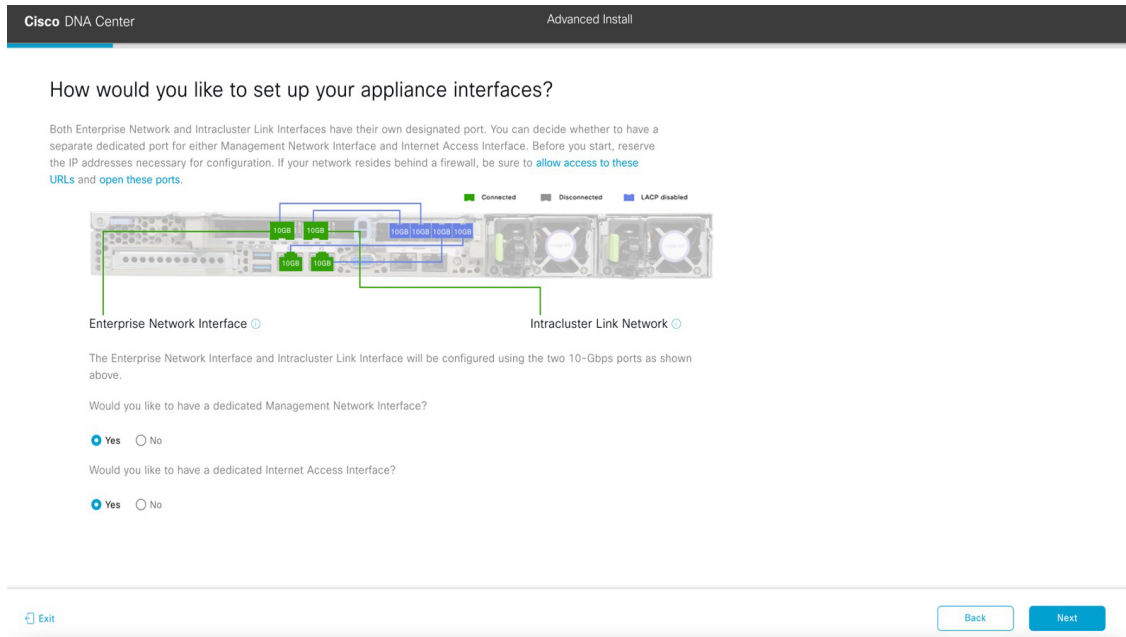 Cisco DNA Center
Advanced Install
How would you like to set up your appliance interfaces?
Both Enterprise Network and Intracluster Link Interfaces have their own designated port. You can decide whether to have a
separate dedicated port for either Management Network Interface and Internet Access Interface. Before you start, reserve
the IP addresses necessary for configuration. If your network resides behind a firewall, be sure to allow access to these
URLs and open these ports.
Connected Disconnected LACP disabled
10GB 10GB 10GB 10GB 10GB 10GB
10GB 10GB
Enterprise Network Interface
Intracluster Link Network
The Enterprise Network Interface and Intracluster Link Interface will be configured using the two 10-Gbps ports as shown
above.
Would you like to have a dedicated Management Network Interface?
Yes No
Would you like to have a dedicated Internet Access Interface?
Yes No
Exit
Back
Next